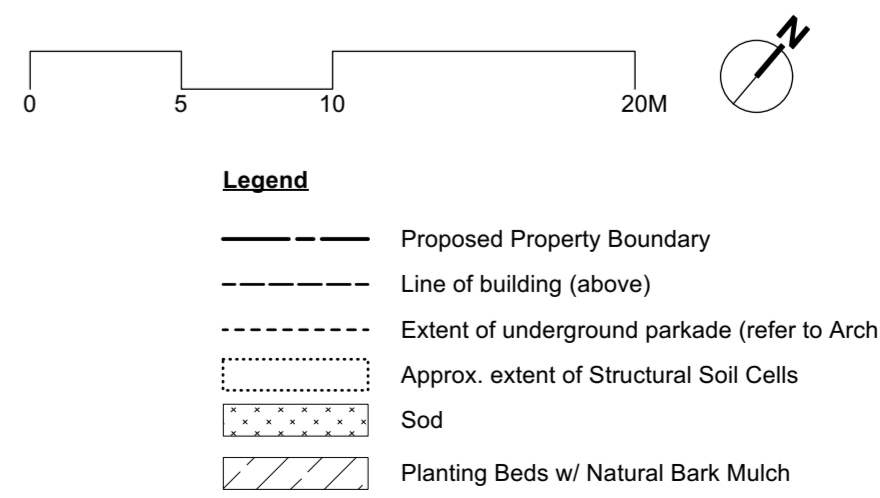 N
0 5 10 20M
Legend
Proposed Property Boundary
Line of building (above)
Extent of underground parkade (refer to Arch
Approx. extent of Structural Soil Cells
Sod
Planting Beds w/ Natural Bark Mulch